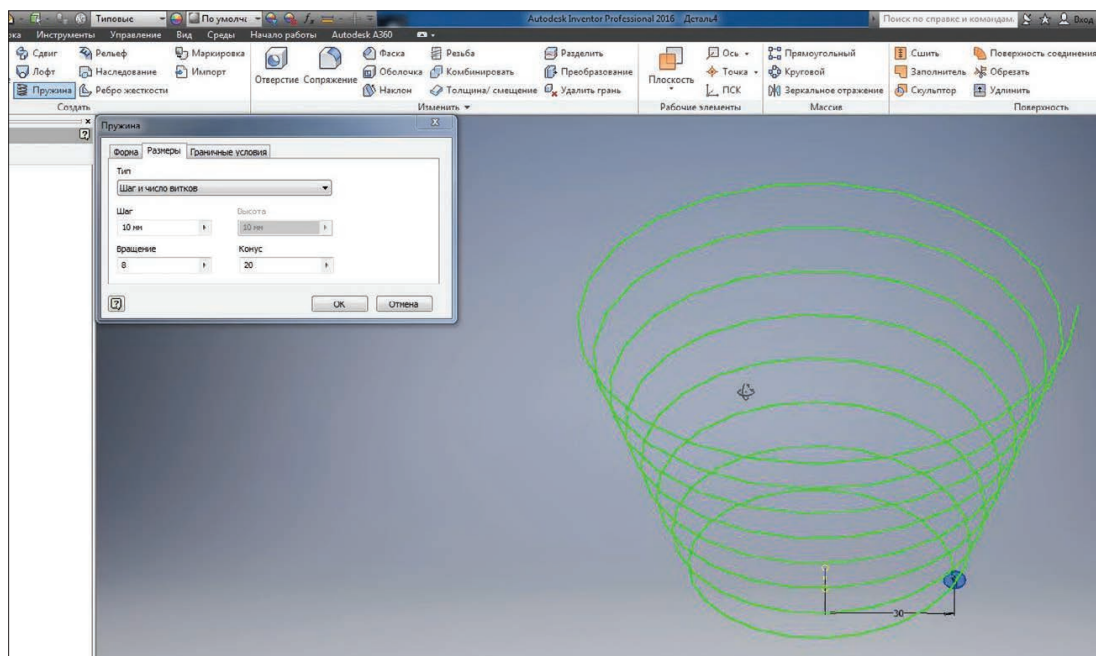 Типовые По умолч Autodesk Inventor Professional 2016 Деталь4 Поиск по справке и командам. Вход
рка Инструменты Управление Вид Среды Начало работы Autodesk A360
Сдвиг Рельеф Маркировка Фаска Резьба Разделить Ось Прямоугольный Сшить Поверхность соединения
Лофт Наследование Импорт Отверстие Сопряжение Оболочка Комбинировать Преобразование Плоскость Точка Круговой Заполнитель Обрезать
Пружина Ребро жесткости Наклон Толщина/ смещение Удалить грань ПСК Зеркальное отражение Скульптор Удлинить
Создать Изменить Рабочие элементы Массив Поверхность
Пружина
Форма Размеры Граничные условия
Тип
Шаг и число витков
Шаг Высота
10 мм 10 мм
Вращение Конус
8 20
ОК Отмена
30